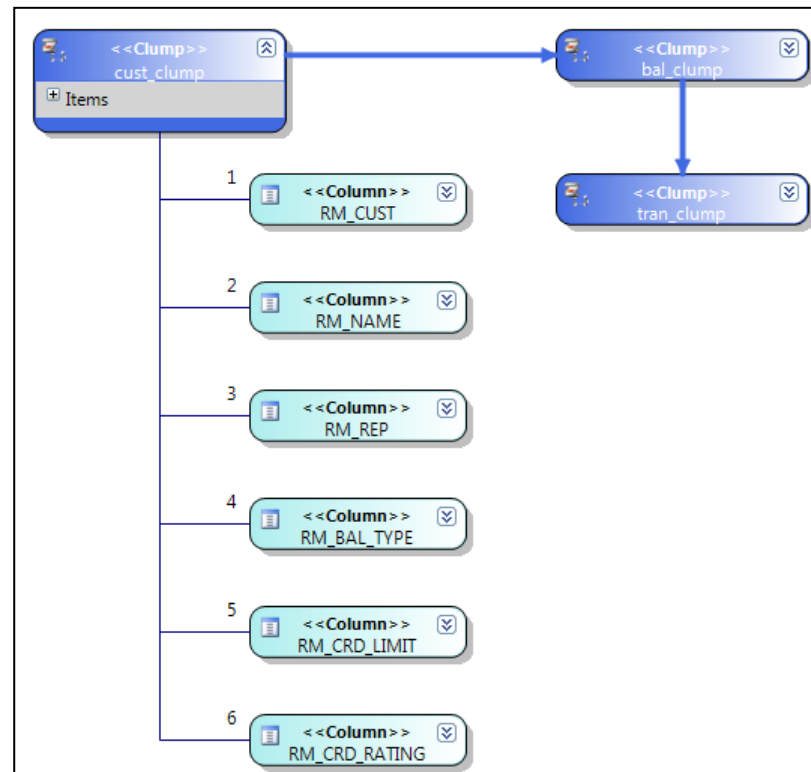 <<Clump>>
cust_clump
Items
<<Clump>>
bal_clump
<<Clump>>
tran_clump
1
<<Column>>
RM_CUST
2
<<Column>>
RM_NAME
3
<<Column>>
RM_REP
4
<<Column>>
RM_BAL_TYPE
5
<<Column>>
RM_CRD_LIMIT
6
<<Column>>
RM_CRD_RATING